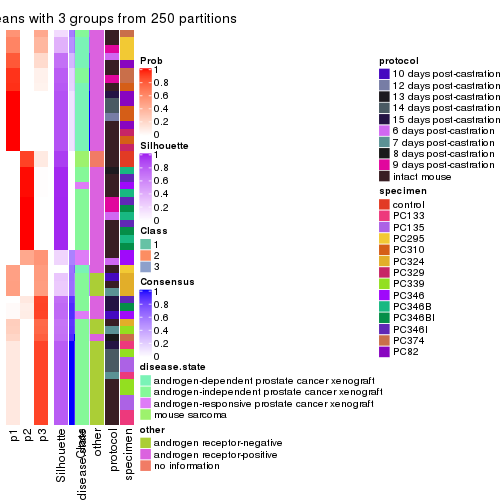 eans with 3 groups from 250 partitions
Prob
1
0.8
0.6
0.4
0.2
0
Silhouette
1
0.8
0.6
0.4
0.2
0
Class
1
2
3
Consensus
1
0.8
0.6
0.4
0.2
0
disease.state
androgen-dependent prostate cancer xenograft
androgen-independent prostate cancer xenograft
androgen-responsive prostate cancer xenograft
mouse sarcoma
other
androgen receptor-negative
androgen receptor-positive
no information
protocol
10 days post-castration
12 days post-castration
13 days post-castration
14 days post-castration
15 days post-castration
6 days post-castration
7 days post-castration
8 days post-castration
9 days post-castration
intact mouse
specimen
control
PC133
PC135
PC295
PC310
PC324
PC329
PC339
PC346
PC346B
PC346BI
PC346I
PC374
PC82
p1
p2
p3
Silhouette
disease.state
other
protocol
specimen